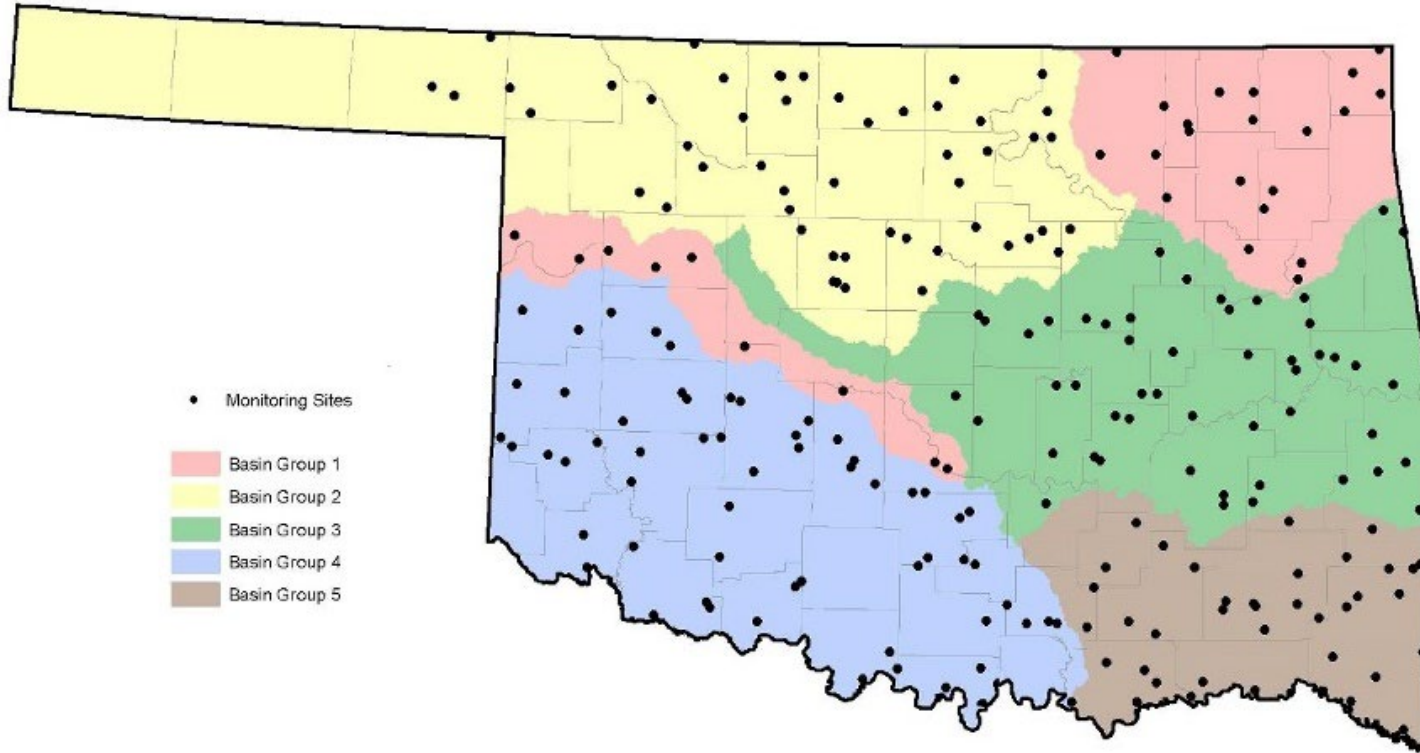 Monitoring Sites
Basin Group 1
Basin Group 2
Basin Group 3
Basin Group 4
Basin Group 5